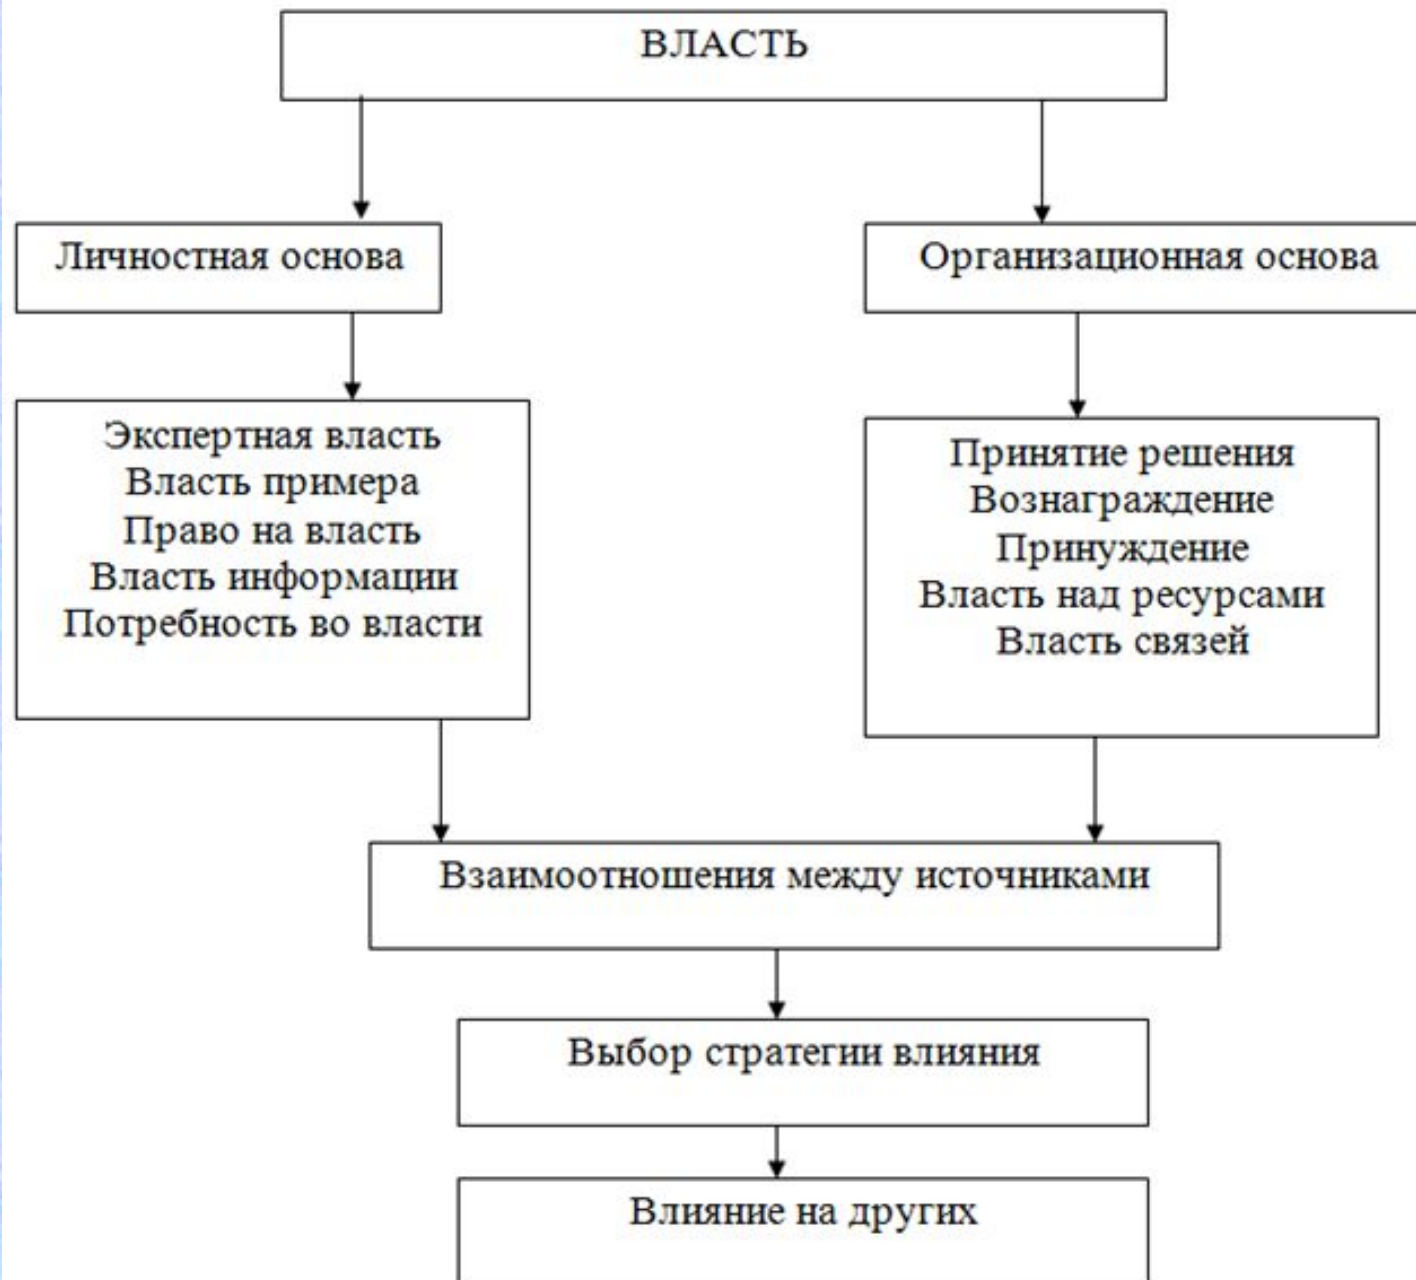 ВЛАСТЬ
Личностная основа
Организационная основа
Экспертная власть
Власть примера
Право на власть
Власть информации
Потребность во власти
Принятие решения
Вознаграждение
Принуждение
Власть над ресурсами
Власть связей
Взаимоотношения между источниками
Выбор стратегии влияния
Влияние на других